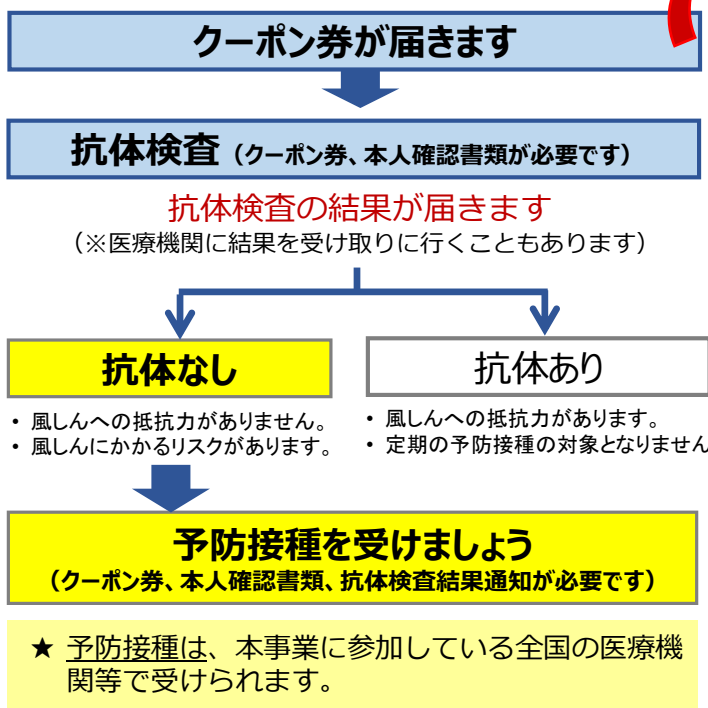 クーポン券が届きます
抗体検査（クーポン券、本人確認書類が必要です）
抗体検査の結果が届きます
（※医療機関に結果を受け取りに行くこともあります）
抗体なし
・ 風しんへの抵抗力がありません。
・ 風しんにかかるリスクがあります。
抗体あり
・ 風しんへの抵抗力があります。
・ 定期の予防接種の対象となりません
予防接種を受けましょう
（クーポン券、本人確認書類、抗体検査結果通知が必要です）
★ 予防接種は、本事業に参加している全国の医療機
関等で受けられます。